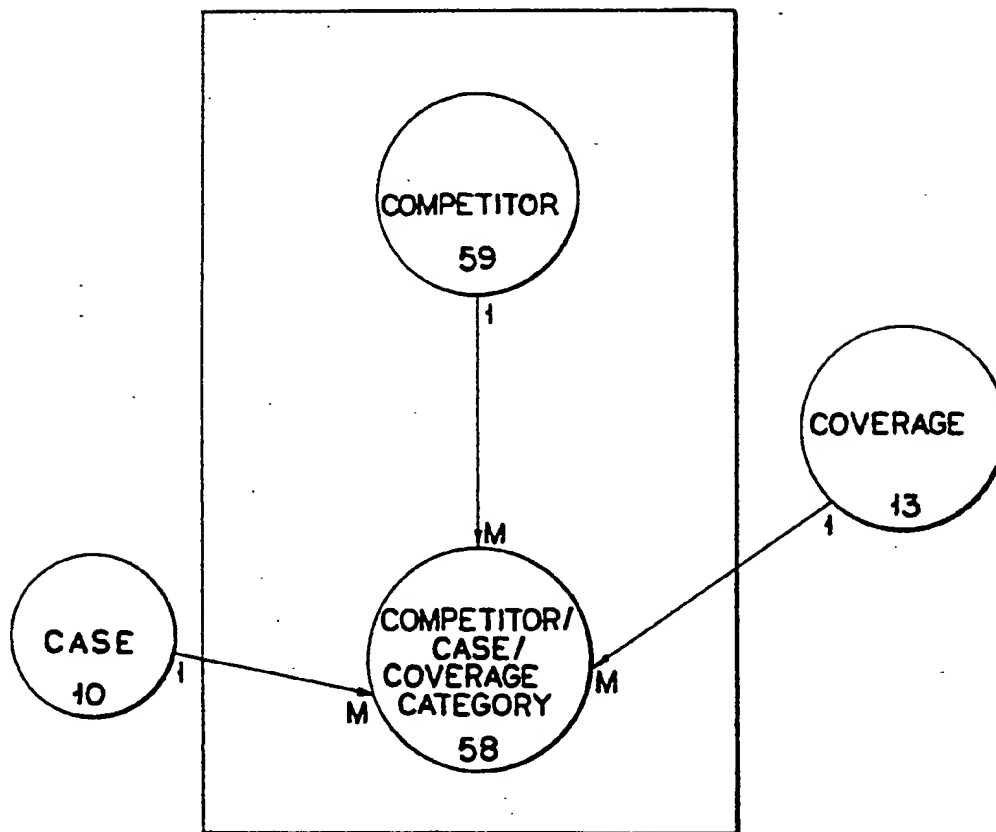 COMPETITOR
59
1
COVERAGE
13
1
M
CASE
10
1
M
COMPETITOR/
CASE/
COVERAGE
CATEGORY
58
M